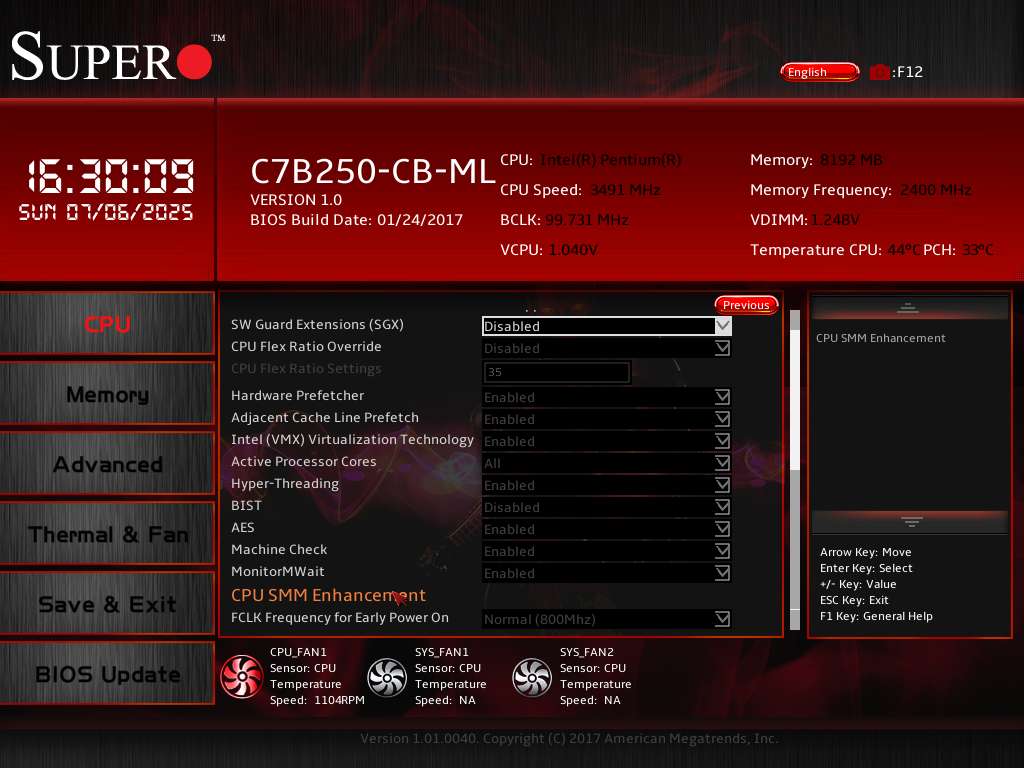 SUPER TM
English :F12
16:30:09
SUN 07/06/2025
C7B250-CB-ML
VERSION 1.0
BIOS Build Date: 01/24/2017
CPU: Intel(R) Pentium(R)
CPU Speed: 3491 MHz
BCLK: 99.731 MHz
VCPU: 1.040V
Memory: 8192 MB
Memory Frequency: 2400 MHz
VDIMM: 1.248V
Temperature CPU: 44ºC PCH: 33ºC
CPU
Memory
Advanced
Thermal & Fan
Save & Exit
BIOS Update
Previous
SW Guard Extensions (SGX) Disabled
CPU Flex Ratio Override Disabled
CPU Flex Ratio Settings 35
Hardware Prefetcher Enabled
Adjacent Cache Line Prefetch Enabled
Intel (VMX) Virtualization Technology Enabled
Active Processor Cores All
Hyper-Threading Enabled
BIST Disabled
AES Enabled
Machine Check Enabled
MonitorMWait Enabled
CPU SMM Enhancement
FCLK Frequency for Early Power On Normal (800Mhz)
CPU SMM Enhancement
Arrow Key: Move
Enter Key: Select
+/- Key: Value
ESC Key: Exit
F1 Key: General Help
CPU_FAN1
Sensor: CPU
Temperature
Speed: 1104RPM
SYS_FAN1
Sensor: CPU
Temperature
Speed: NA
SYS_FAN2
Sensor: CPU
Temperature
Speed: NA
Version 1.01.0040. Copyright (C) 2017 American Megatrends, Inc.